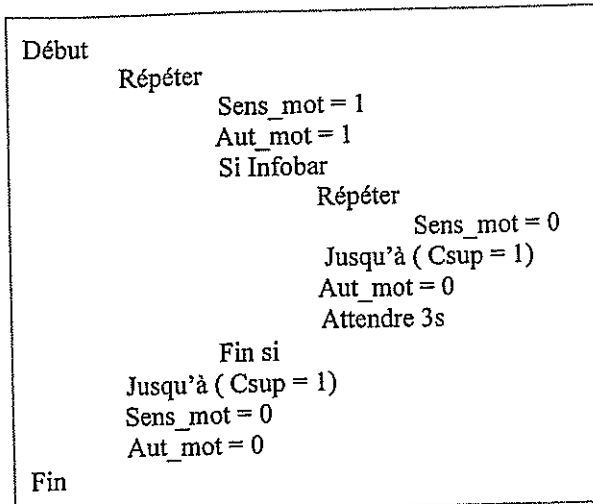 Début
Répéter
Sens_mot = 1
Aut_mot = 1
Si Infobar
Répéter
Sens_mot = 0
Jusqu'à ( Csup = 1)
Aut_mot = 0
Attendre 3s
Fin si
Jusqu'à ( Csup = 1)
Sens_mot = 0
Aut_mot = 0
Fin